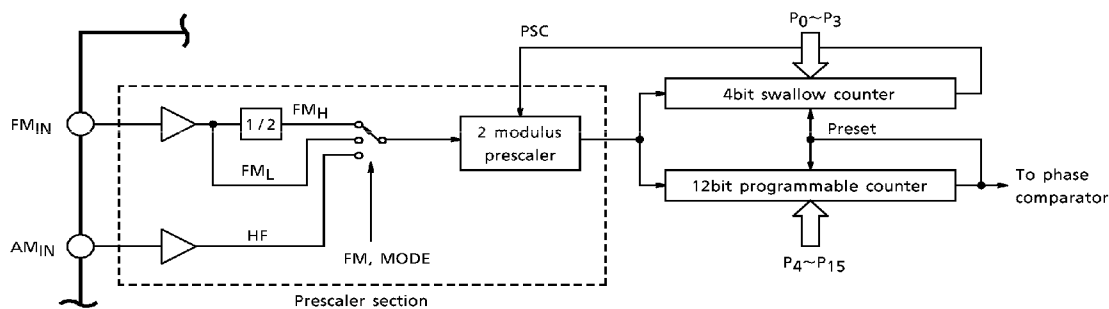 PSC
P0~P3
4bit swallow counter
FMIN
1/2
FMH
2 modulus
prescaler
Preset
FML
12bit programmable counter
To phase
comparator
AMIN
HF
FM, MODE
P4~P15
Prescaler section